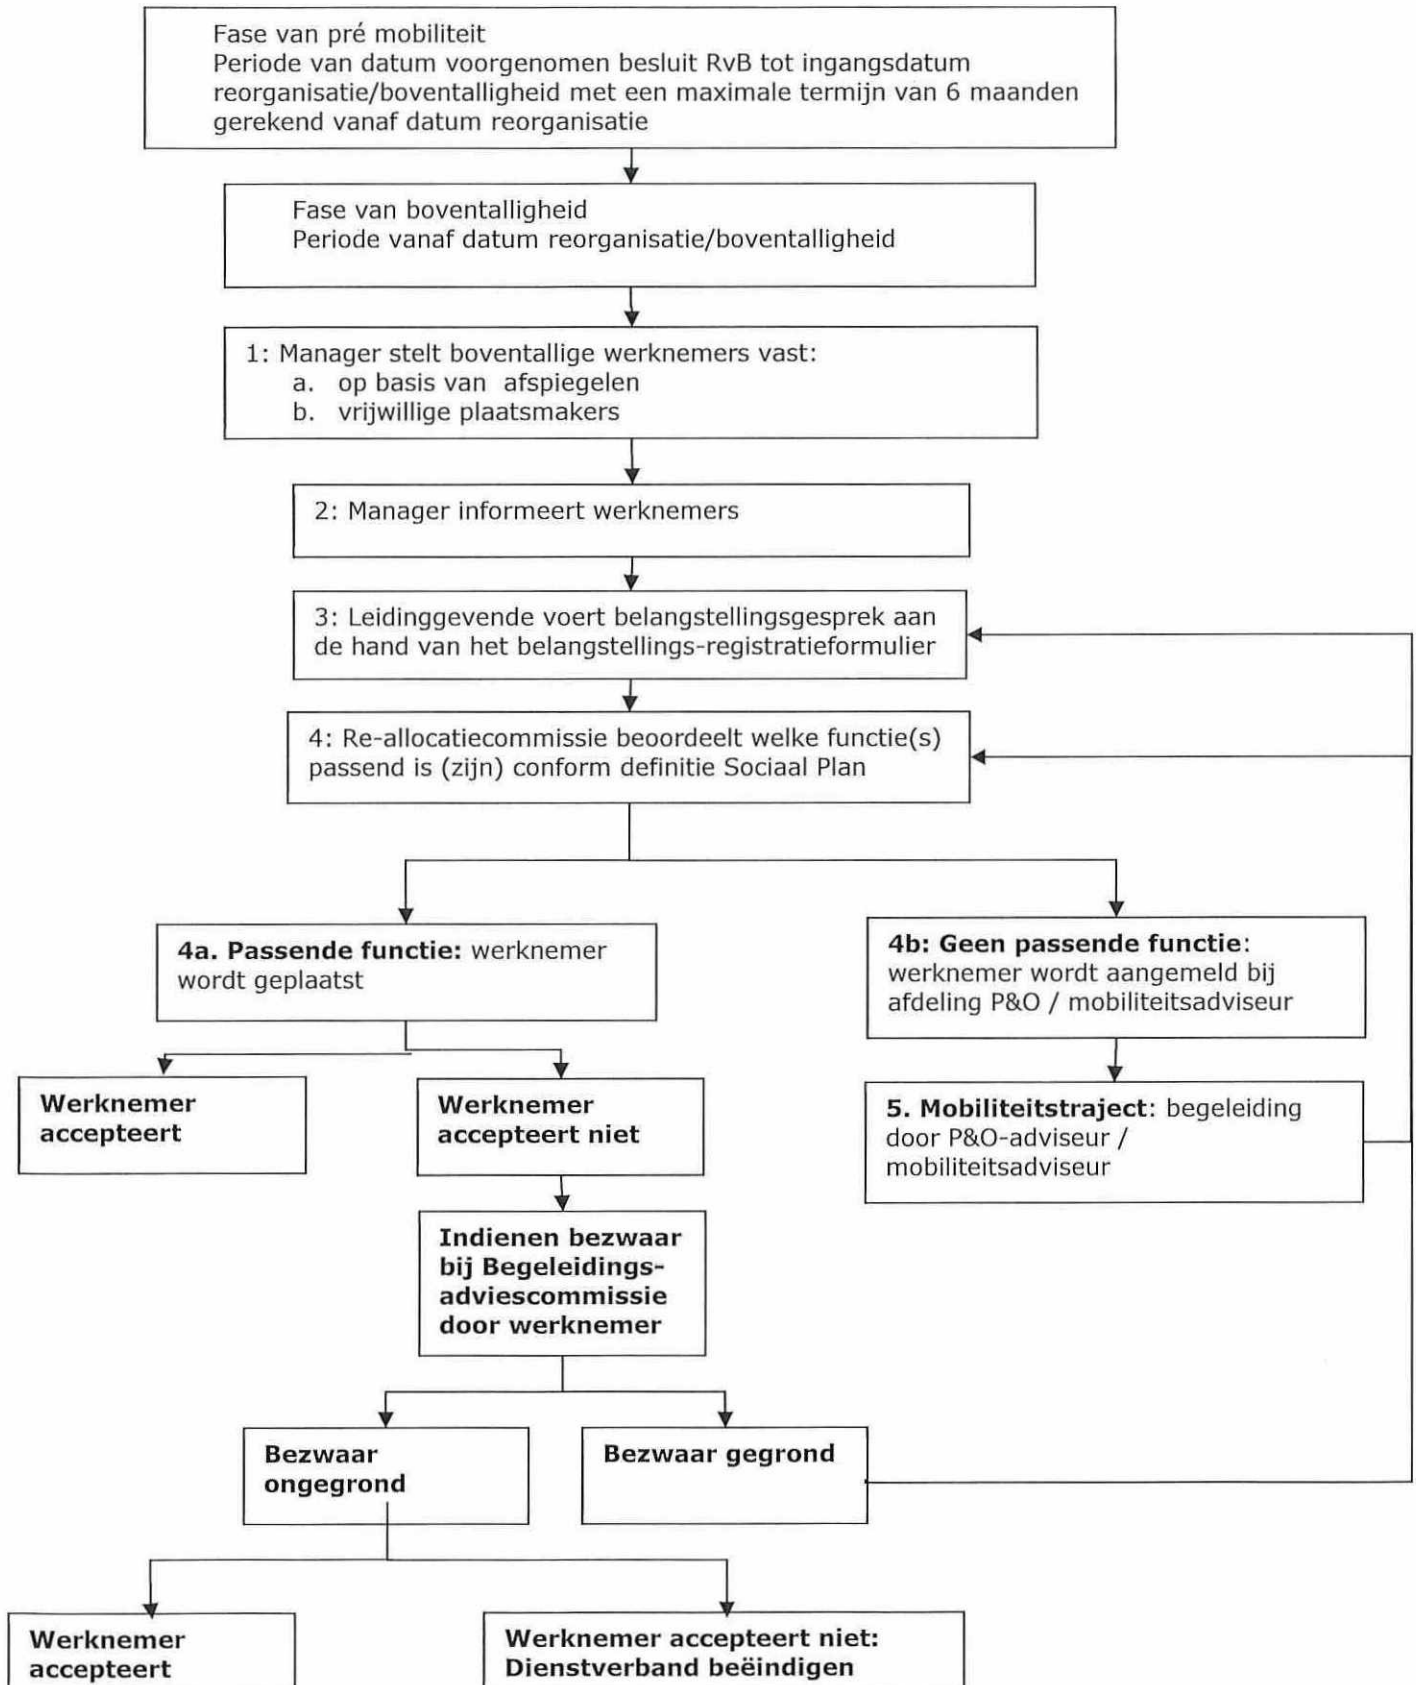 Fase van pré mobiliteit
Periode van datum voorgenomen besluit RvB tot ingangsdatum
reorganisatie/boventalligheid met een maximale termijn van 6 maanden
gerekend vanaf datum reorganisatie
Fase van boventalligheid
Periode vanaf datum reorganisatie/boventalligheid
1: Manager stelt boventallige werknemers vast:
a. op basis van afspiegelen
b. vrijwillige plaatsmakers
2: Manager informeert werknemers
3: Leidinggevende voert belangstellingsgesprek aan
de hand van het belangstellings-registratieformulier
4: Re-allocatiecommissie beoordeelt welke functie(s)
passend is (zijn) conform definitie Sociaal Plan
4a. Passende functie: werknemer
wordt geplaatst
4b: Geen passende functie:
werknemer wordt aangemeld bij
afdeling P&O / mobiliteitsadviseur
Werknemer
accepteert
Werknemer
accepteert niet
5. Mobiliteitstraject: begeleiding
door P&O-adviseur /
mobiliteitsadviseur
Indienen bezwaar
bij Begeleidings-
adviescommissie
door werknemer
Bezwaar
ongegrond
Bezwaar gegrond
Werknemer
accepteert
Werknemer accepteert niet:
Dienstverband beëindigen